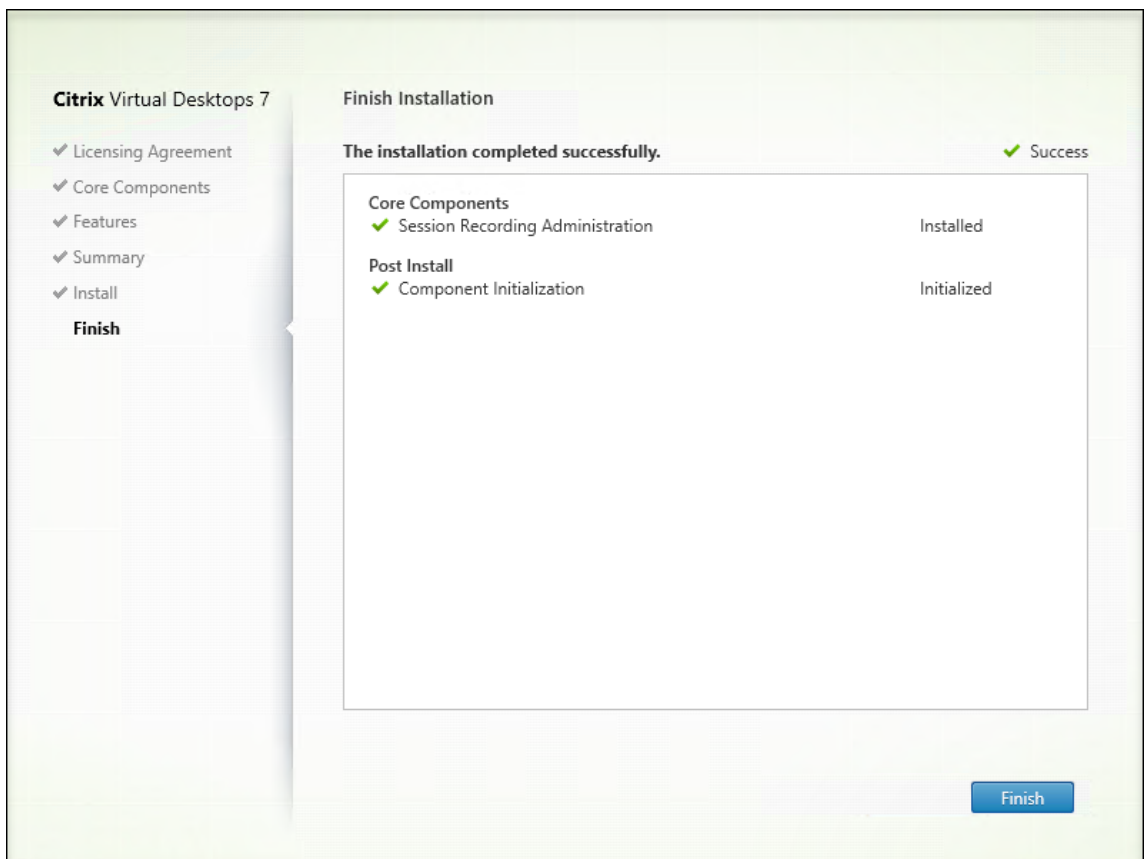 Citrix Virtual Desktops 7
Licensing Agreement
Core Components
Features
Summary
Install
Finish
Finish Installation
The installation completed successfully.
Success
Core Components
Session Recording Administration Installed
Post Install
Component Initialization Initialized
Finish